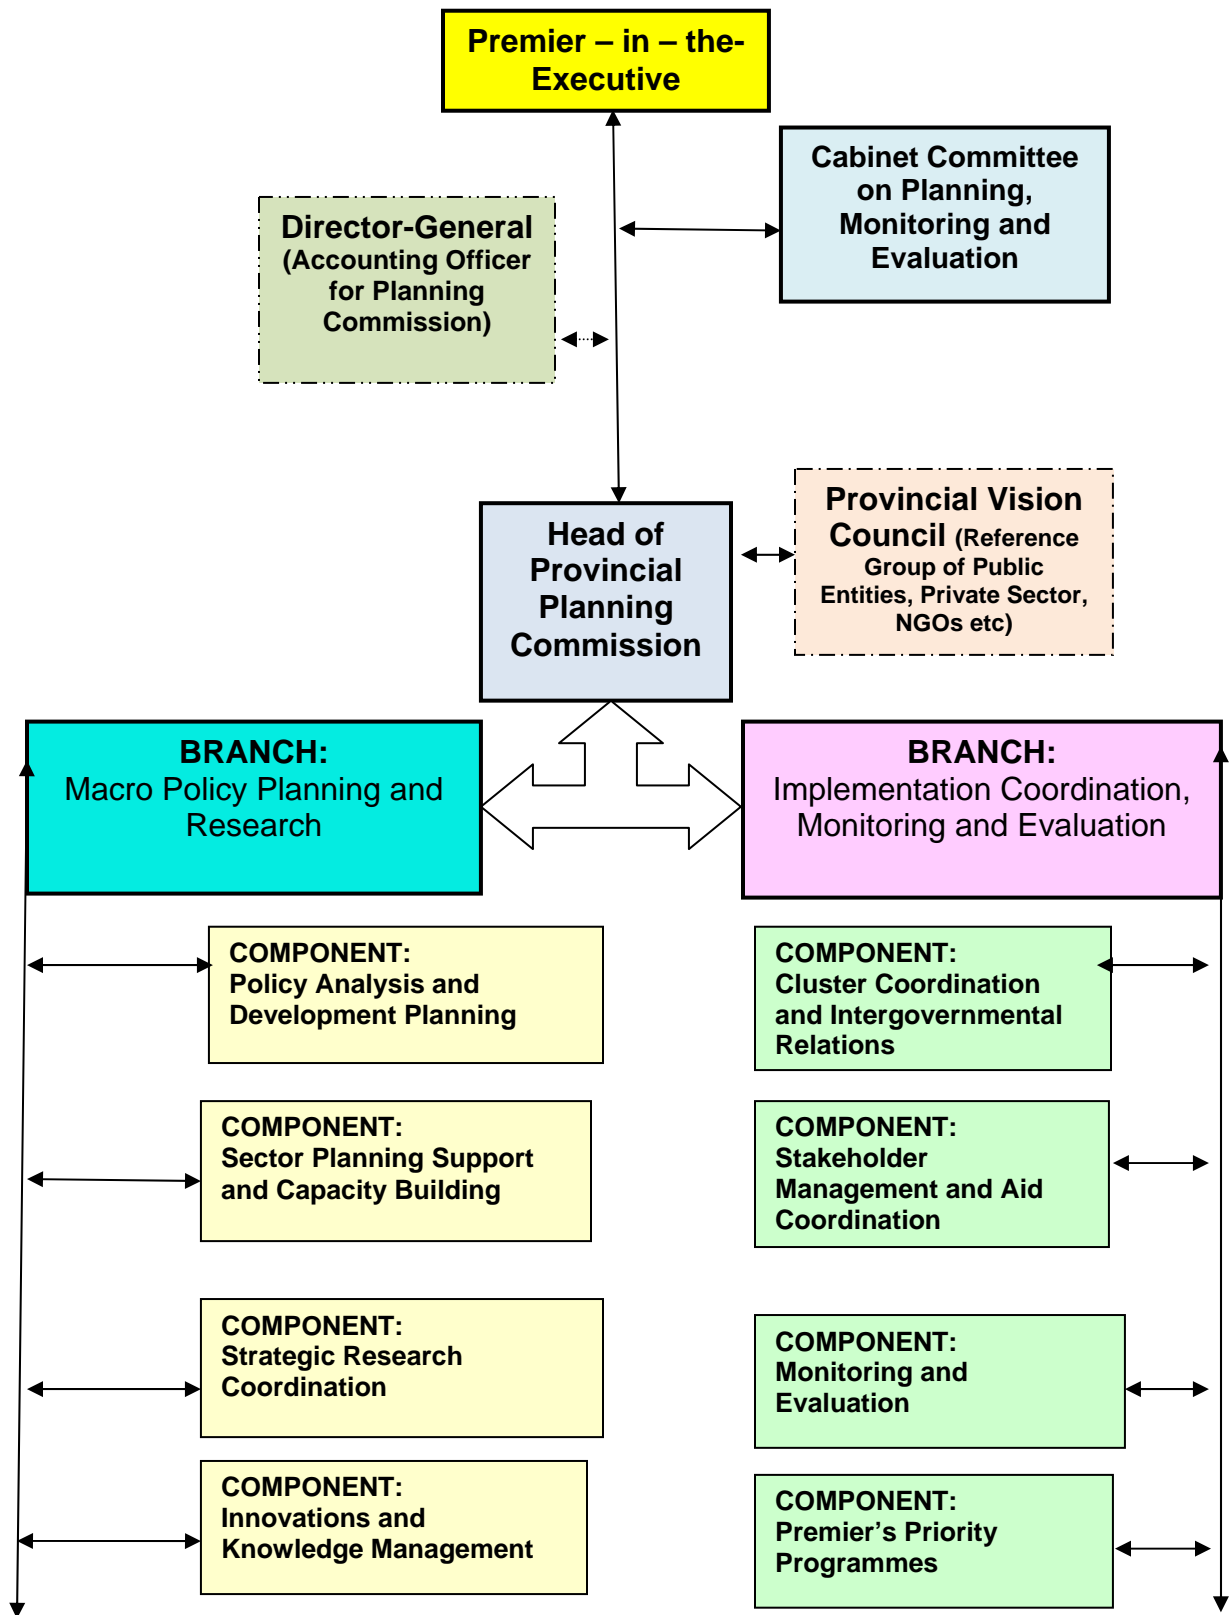 Premier – in – the-
Executive
Cabinet Committee
on Planning,
Monitoring and
Evaluation
Director-General
(Accounting Officer
for Planning
Commission)
Provincial Vision
Council (Reference
Group of Public
Entities, Private Sector,
NGOs etc)
Head of
Provincial
Planning
Commission
BRANCH:
Macro Policy Planning and
Research
BRANCH:
Implementation Coordination,
Monitoring and Evaluation
COMPONENT:
Policy Analysis and
Development Planning
COMPONENT:
Cluster Coordination
and Intergovernmental
Relations
COMPONENT:
Sector Planning Support
and Capacity Building
COMPONENT:
Stakeholder
Management and Aid
Coordination
COMPONENT:
Strategic Research
Coordination
COMPONENT:
Monitoring and
Evaluation
COMPONENT:
Innovations and
Knowledge Management
COMPONENT:
Premier’s Priority
Programmes